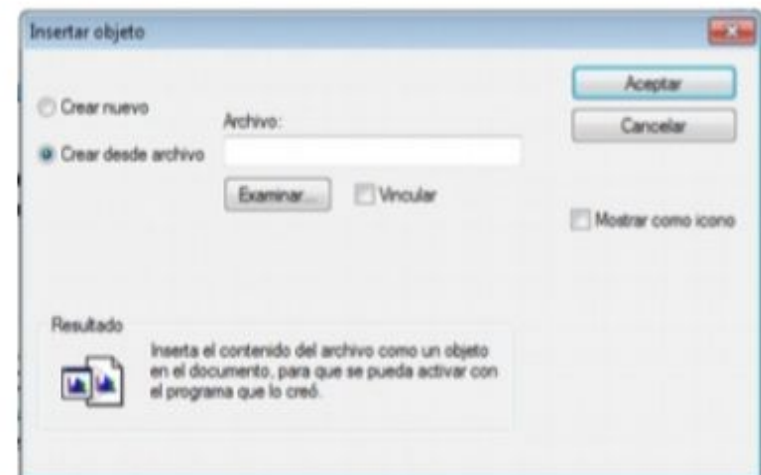 Insertar objeto
Crear nuevo
Crear desde archivo
Archivo:
Examinar...
Vincular
Aceptar
Cancelar
Mostrar como icono
Resultado
Inserta el contenido del archivo como un objeto
en el documento, para que se pueda activar con
el programa que lo creó.